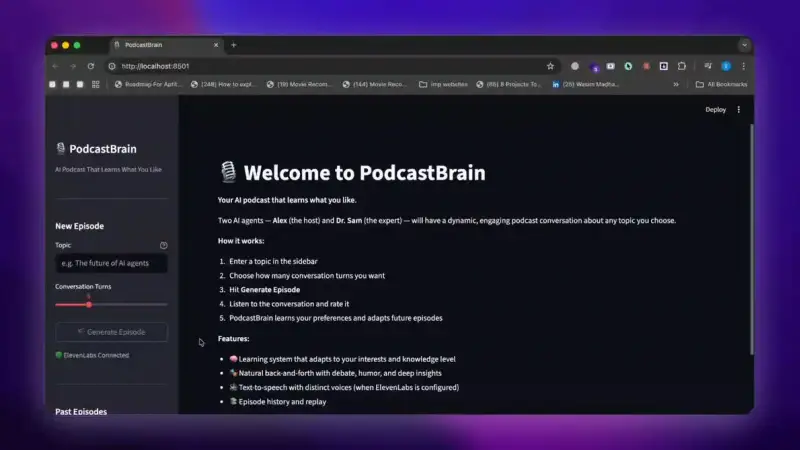 PodcastBrain
http://localhost:8501
Roadmap For Aptit...
(248) How to expl...
(19) Movie Recom...
(144) Movie Reco...
imp websites
(65) 8 Projects To...
(25) Wasim Madha...
All Bookmarks
Deploy
PodcastBrain
AI Podcast That Learns What You Like
New Episode
Topic
e.g. The future of AI agents
Conversation Turns
5
Generate Episode
ElevenLabs Connected
Past Episodes
Welcome to PodcastBrain
Your AI podcast that learns what you like.
Two AI agents — Alex (the host) and Dr. Sam (the expert) — will have a dynamic, engaging podcast conversation about any topic you choose.
How it works:
1. Enter a topic in the sidebar
2. Choose how many conversation turns you want
3. Hit Generate Episode
4. Listen to the conversation and rate it
5. PodcastBrain learns your preferences and adapts future episodes
Features:
• Learning system that adapts to your interests and knowledge level
• Natural back-and-forth with debate, humor, and deep insights
• Text-to-speech with distinct voices (when ElevenLabs is configured)
• Episode history and replay